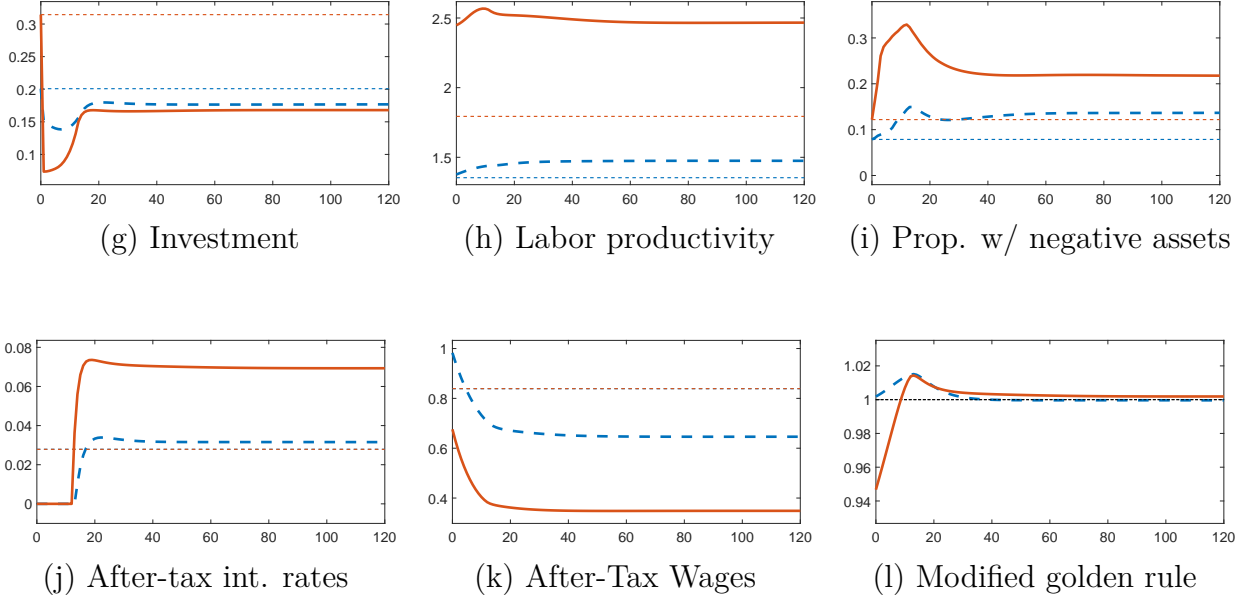 0.3
0.25
0.2
0.15
0.1
0 20 40 60 80 100 120
(g) Investment
2.5
2
1.5
0 20 40 60 80 100 120
(h) Labor productivity
0.3
0.2
0.1
0
0 20 40 60 80 100 120
(i) Prop. w/ negative assets
0.08
0.06
0.04
0.02
0
0 20 40 60 80 100 120
(j) After-tax int. rates
1
0.8
0.6
0.4
0 20 40 60 80 100 120
(k) After-Tax Wages
1.02
1
0.98
0.96
0.94
0 20 40 60 80 100 120
(l) Modified golden rule